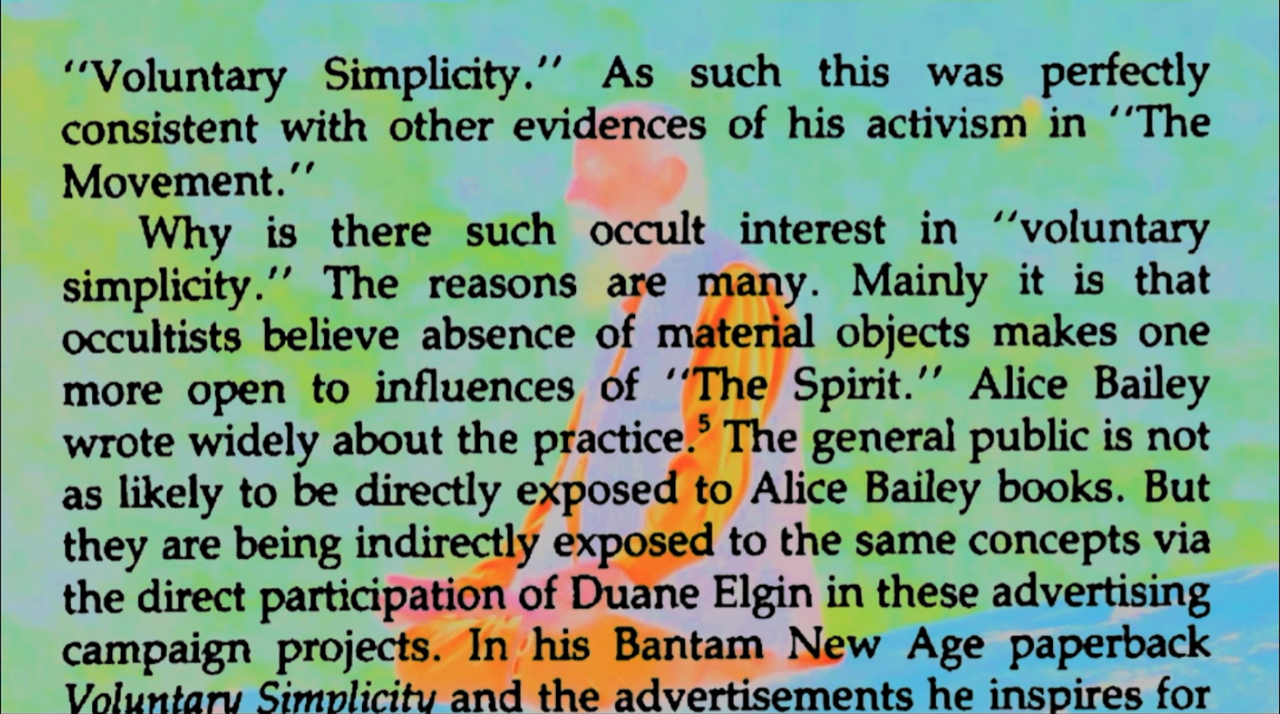 ‘‘Voluntary Simplicity.’’ As such this was perfectly
consistent with other evidences of his activism in ‘‘The
Movement.’’
Why is there such occult interest in ‘‘voluntary
simplicity.’’ The reasons are many. Mainly it is that
occultists believe absence of material objects makes one
more open to influences of ‘‘The Spirit.’’ Alice Bailey
wrote widely about the practice.⁵ The general public is not
as likely to be directly exposed to Alice Bailey books. But
they are being indirectly exposed to the same concepts via
the direct participation of Duane Elgin in these advertising
campaign projects. In his Bantam New Age paperback
Voluntary Simplicity and the advertisements he inspires for